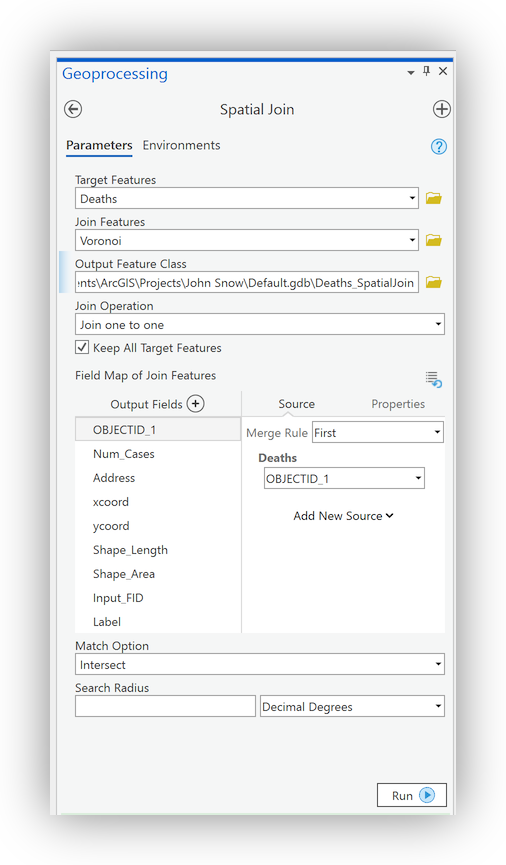 Geoprocessing
Spatial Join
Parameters Environments
?
Target Features
Deaths
Join Features
Voronoi
Output Feature Class
ents\ArcGIS\Projects\John Snow\Default.gdb\Deaths_SpatialJoin
Join Operation
Join one to one
Keep All Target Features
Field Map of Join Features
Output Fields
Source Properties
OBJECTID_1
Merge Rule First
Num_Cases
Deaths
Address
OBJECTID_1
xcoord
Add New Source
ycoord
Shape_Length
Shape_Area
Input_FID
Label
Match Option
Intersect
Search Radius
Decimal Degrees
Run